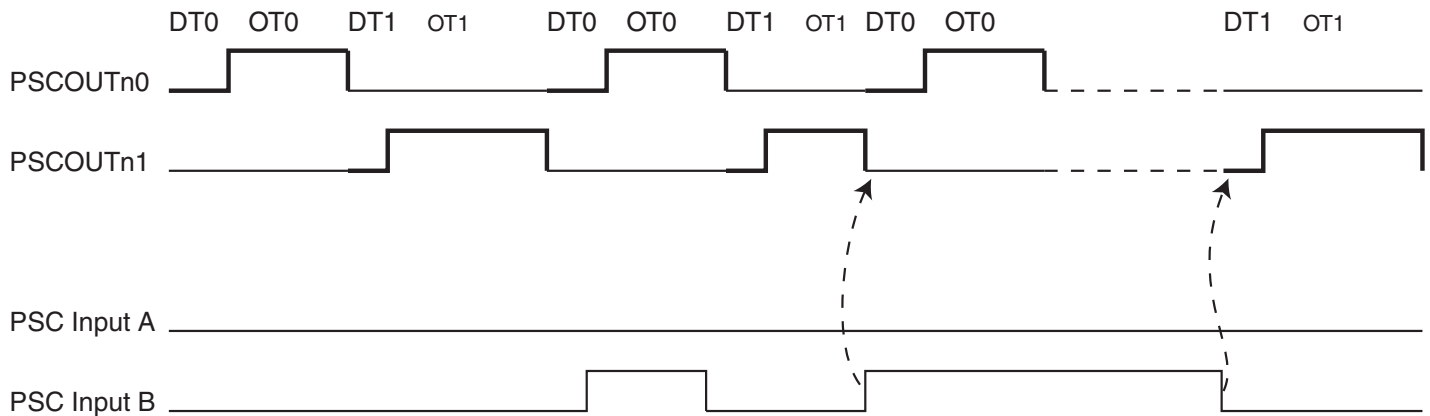 DT0 OT0 DT1 OT1 DT0 OT0 DT1 OT1 DT0 OT0 DT1 OT1
PSCOUTn0
PSCOUTn1
PSC Input A
PSC Input B